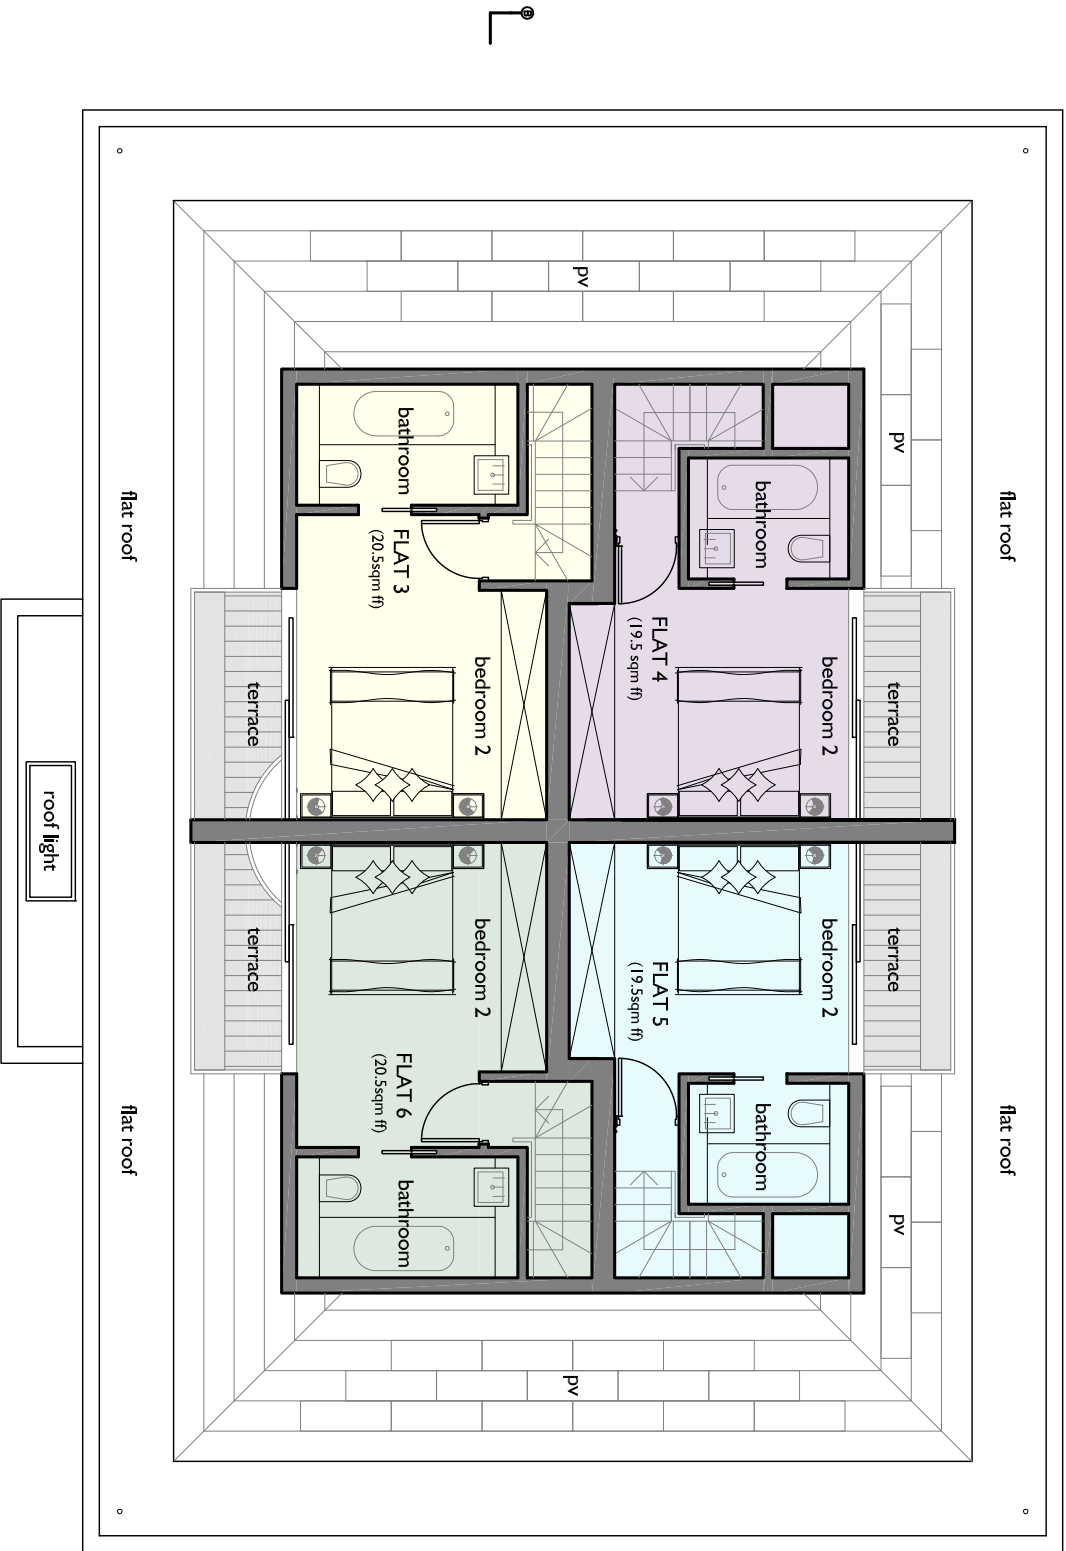 B
pv
pv
flat roof
flat roof
bathroom
bathroom
FLAT 3
(20.5sqm ff)
FLAT 4
(19.5 sqm ff)
bedroom 2
bedroom 2
terrace
terrace
roof light
terrace
terrace
bedroom 2
bedroom 2
FLAT 5
(19.5sqm ff)
FLAT 6
(20.5sqm ff)
bathroom
bathroom
flat roof
flat roof
pv
pv